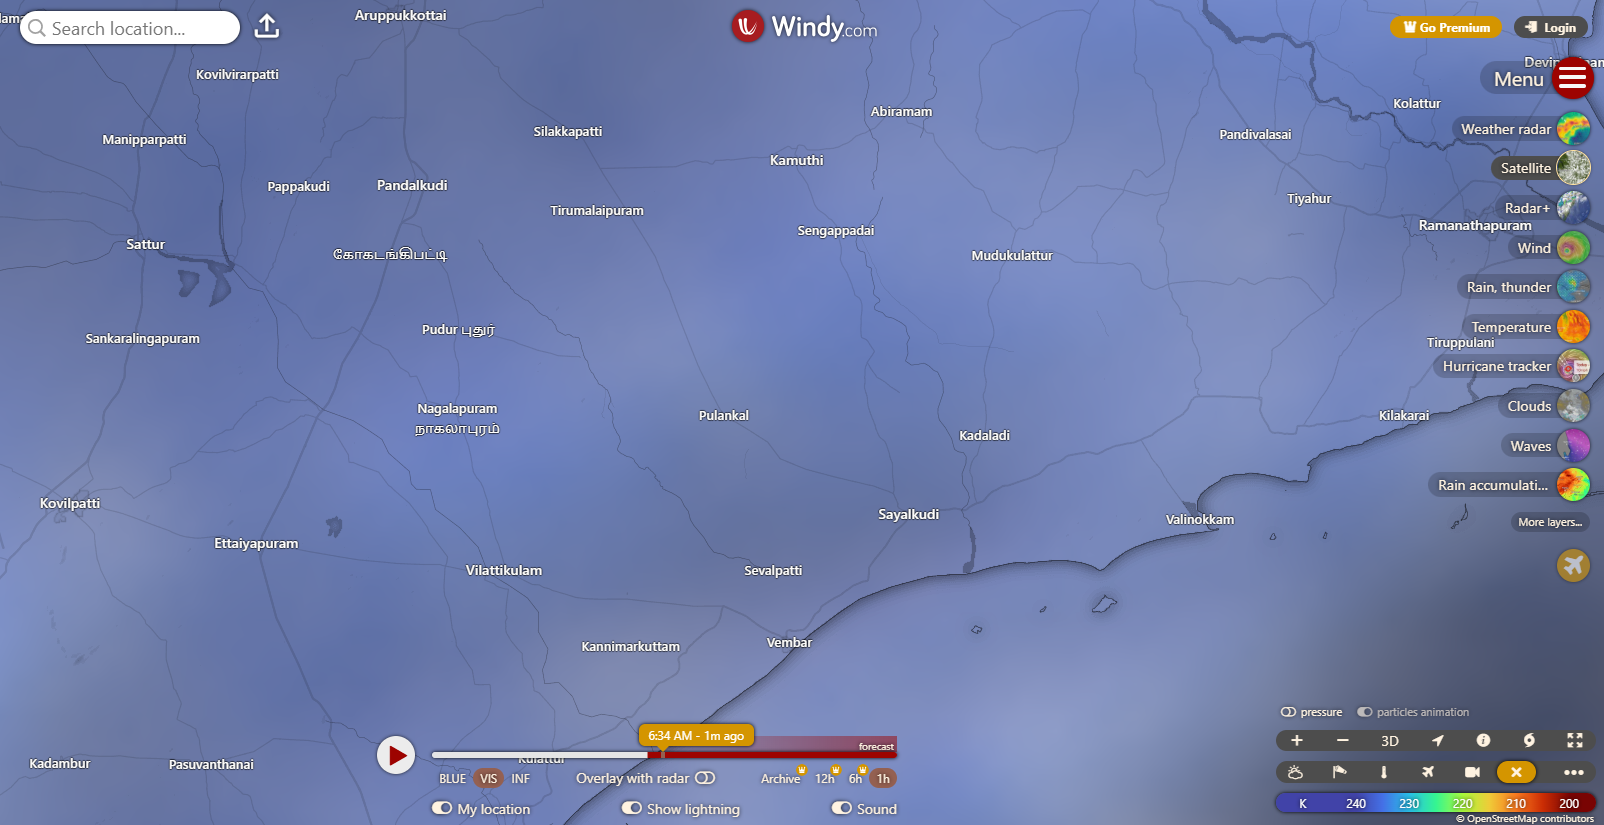 Search location...
Aruppukkottai
Windy.com
Go Premium
Login
Menu
Kovilvirarpatti
Abiramam
Kolattur
Manipparpatti
Silakkapatti
Pandivalasai
Weather radar
Kamuthi
Satellite
Pappakudi
Pandalkudi
Tiyahur
Tirumalaipuram
Radar+
Ramanathapuram
Sengappadai
Sattur
Wind
கோகடங்கிபட்டி
Mudukulattur
Rain, thunder
Temperature
Pudur புதுர்
Sankaralingapuram
Tiruppulani
Hurricane tracker
Nagalapuram
நாகலாபுரம்
Clouds
Pulankal
Kilakarai
Kadaladi
Waves
Rain accumulati...
Kovilpatti
Sayalkudi
Valinokkam
More layers...
Ettaiyapuram
Vilattikulam
Sevalpatti
Kannimarkuttam
Vembar
pressure
particles animation
6:34 AM - 1m ago
forecast
3D
Kadambur
Pasuvanthanai
Kulattur
BLUE VIS INF
Overlay with radar
Archive 12h 6h 1h
My location
Show lightning
Sound
K 240 230 220 210 200
© OpenStreetMap contributors